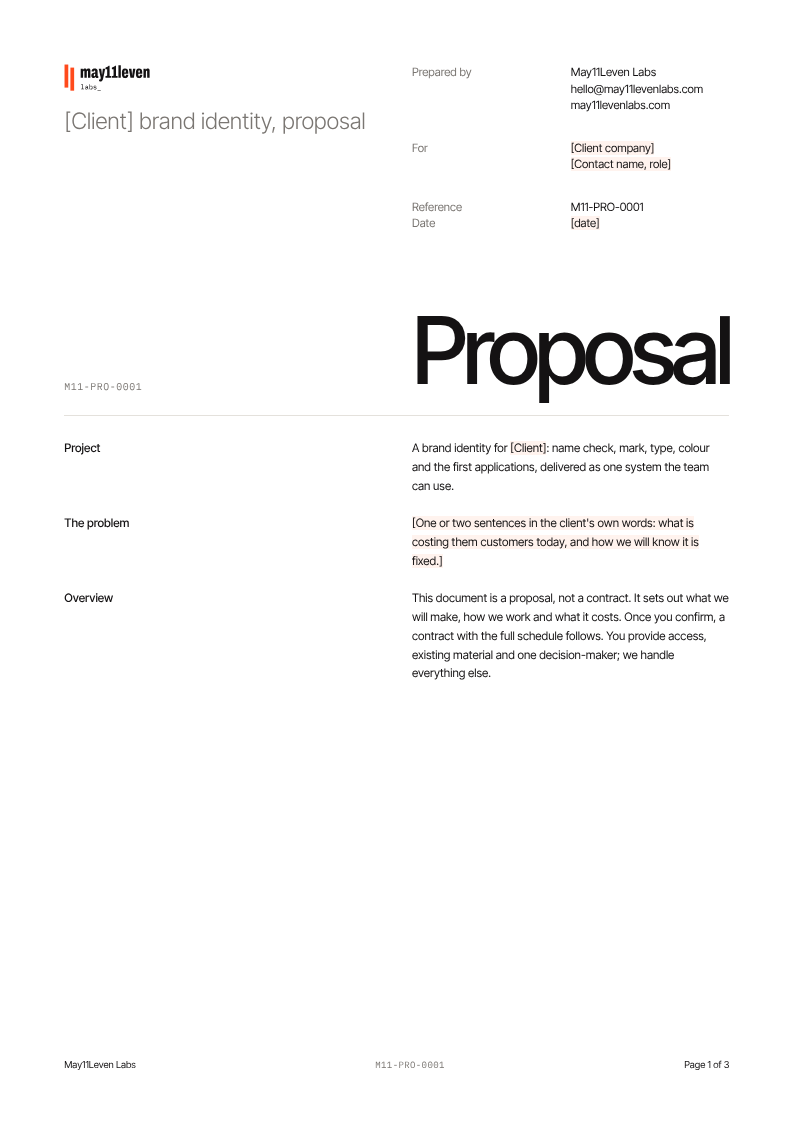 may11leven
labs_
[Client] brand identity, proposal
Prepared by
May11Leven Labs
hello@may11levenlabs.com
may11levenlabs.com
For
[Client company]
[Contact name, role]
Reference
M11-PRO-0001
Date
[date]
M11-PRO-0001
Proposal
Project
A brand identity for [Client]: name check, mark, type, colour
and the first applications, delivered as one system the team
can use.
The problem
[One or two sentences in the client's own words: what is
costing them customers today, and how we will know it is
fixed.]
Overview
This document is a proposal, not a contract. It sets out what we
will make, how we work and what it costs. Once you confirm, a
contract with the full schedule follows. You provide access,
existing material and one decision-maker; we handle
everything else.
May11Leven Labs
M11-PRO-0001
Page 1 of 3